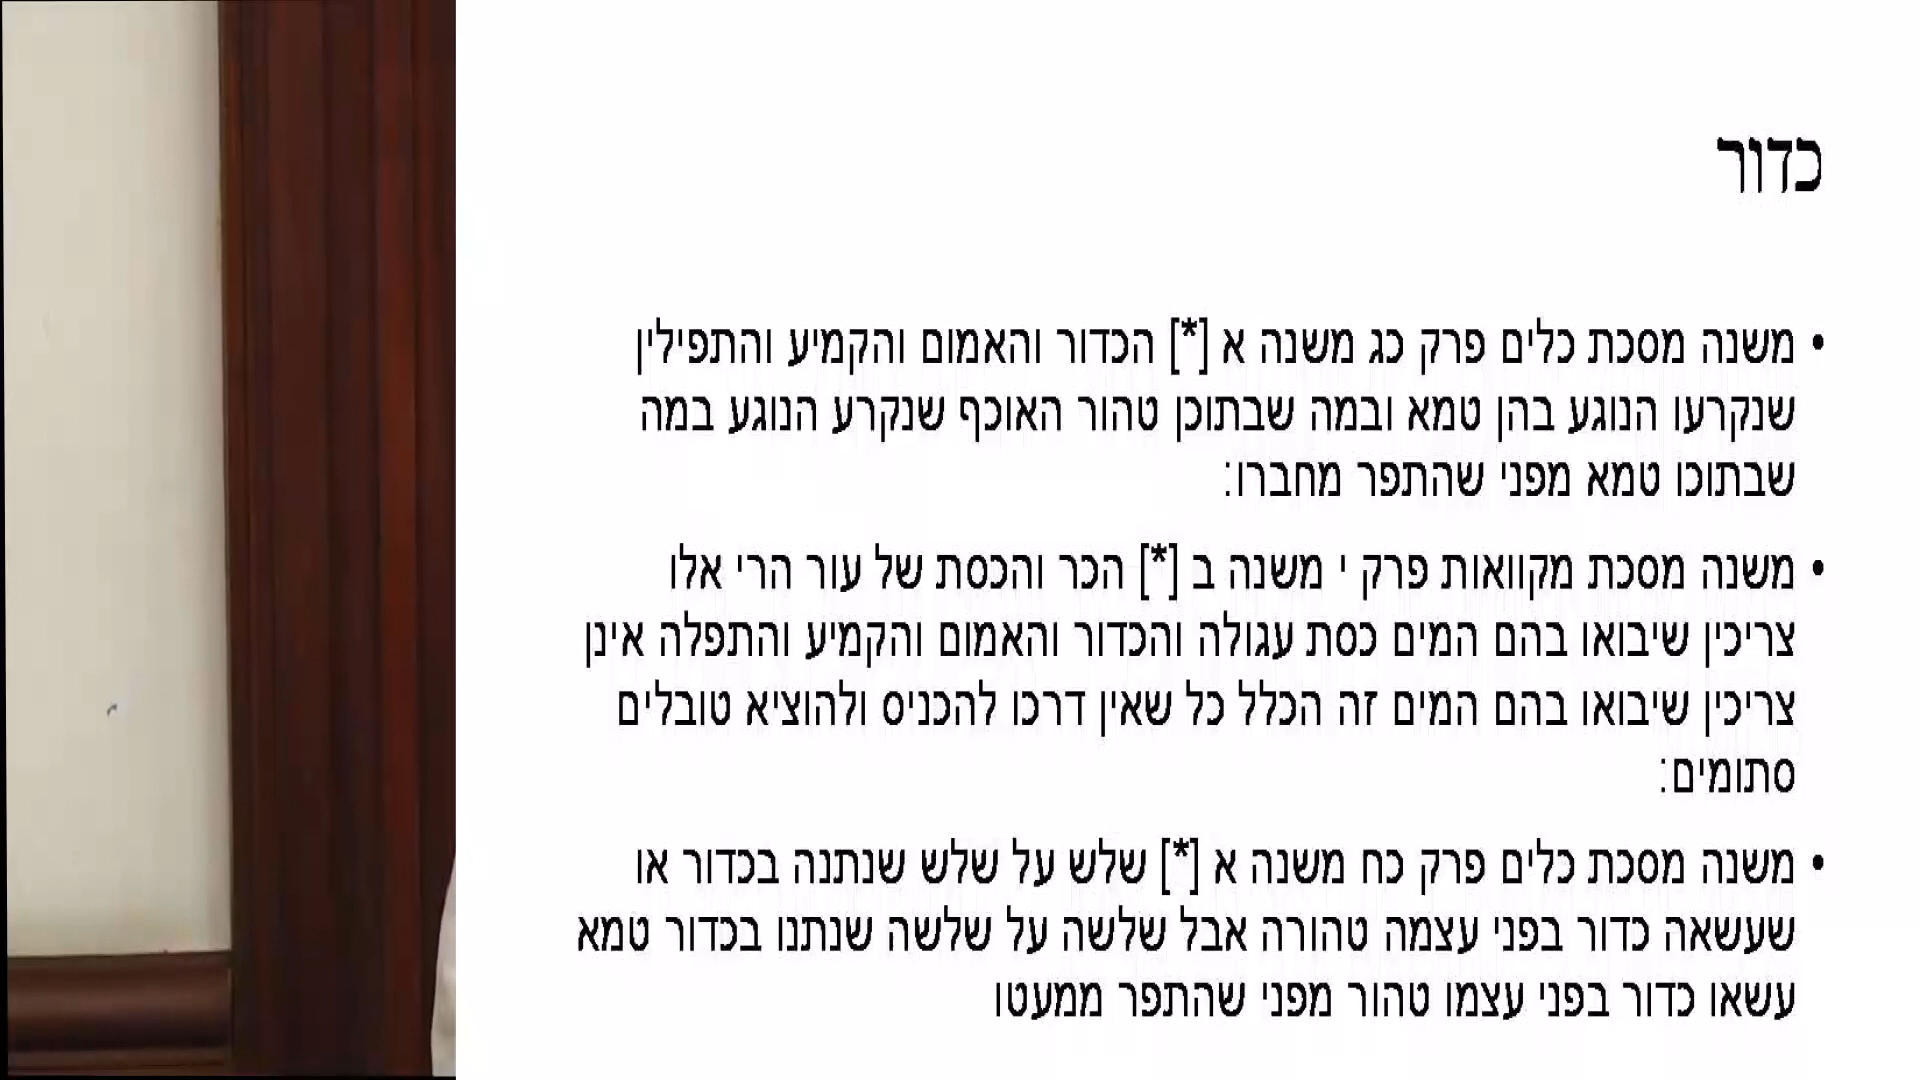 כדור
• משנה מסכת כלים פרק כג משנה א [*] הכדור והאמום והקמיע והתפילין
שנקרעו הנוגע בהן טמא ובמה שבתוכן טהור האוכף שנקרע הנוגע במה
שבתוכו טמא מפני שהתפר מחברו:
• משנה מסכת מקוואות פרק י משנה ב [*] הכר והכסת של עור הרי אלו
צריכין שיבואו בהם המים כסת עגולה והכדור והאמום והקמיע והתפלה אינן
צריכין שיבואו בהם המים זה הכלל כל שאין דרכו להכניס ולהוציא טובלים
סתומים:
• משנה מסכת כלים פרק כח משנה א [*] שלש על שלש שנתנה בכדור או
שעשאה כדור בפני עצמה טהורה אבל שלשה על שלשה שנתנו בכדור טמא
עשאו כדור בפני עצמו טהור מפני שהתפר ממעטו